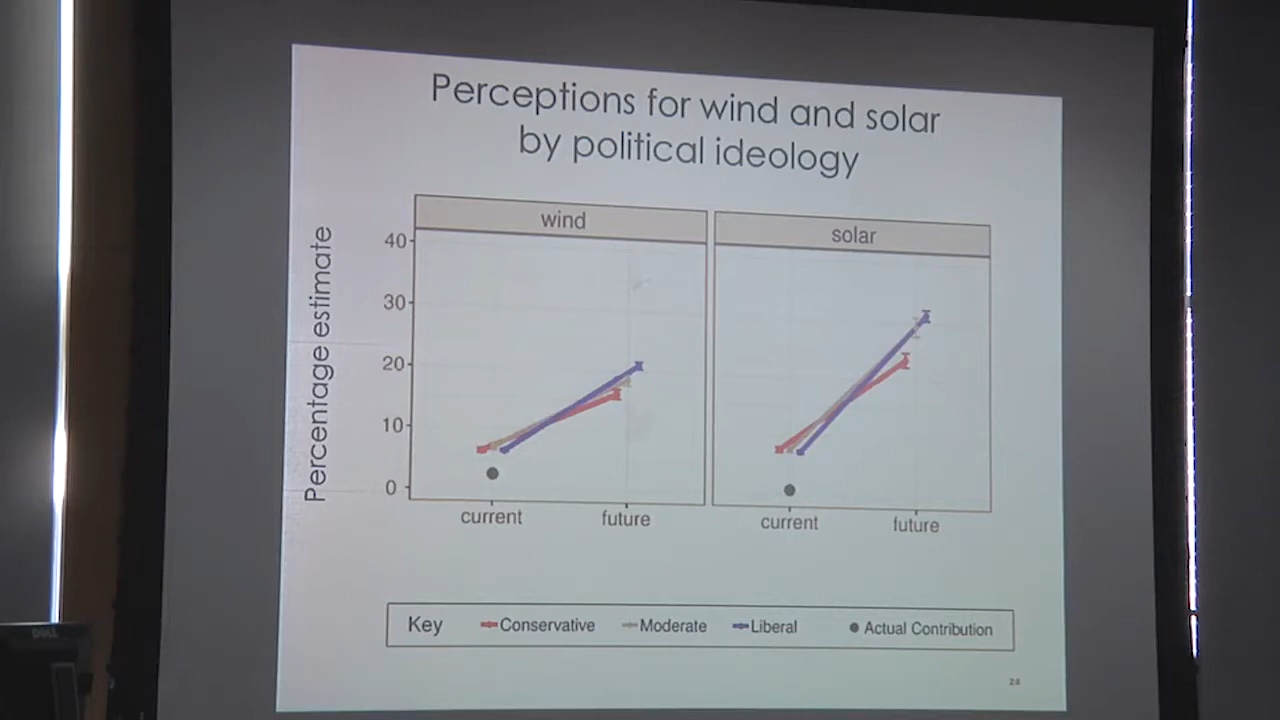 Perceptions for wind and solar
by political ideology
wind
solar
Percentage estimate
40
30
20
10
0
current
future
current
future
Key
Conservative
Moderate
Liberal
Actual Contribution
DELL